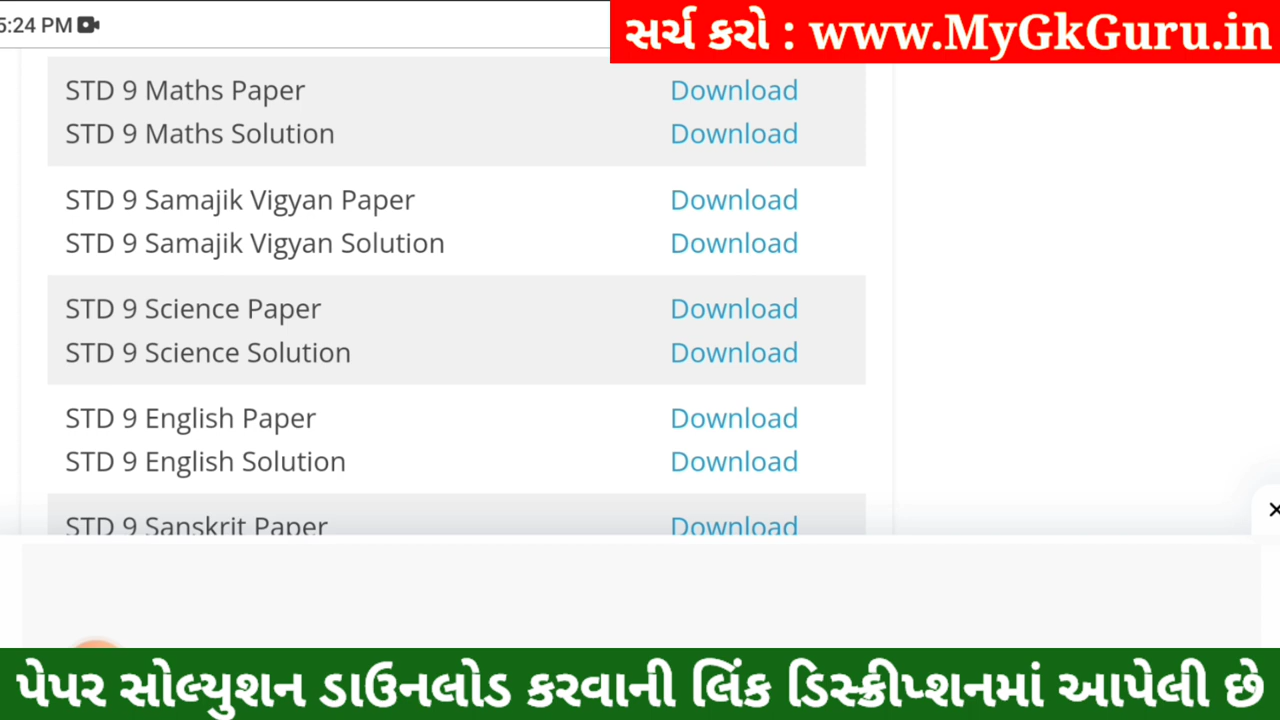 5:24 PM
સર્ચ કરો : www.MyGkGuru.in
STD 9 Maths Paper Download
STD 9 Maths Solution Download
STD 9 Samajik Vigyan Paper Download
STD 9 Samajik Vigyan Solution Download
STD 9 Science Paper Download
STD 9 Science Solution Download
STD 9 English Paper Download
STD 9 English Solution Download
STD 9 Sanskrit Paper Download
પેપર સોલ્યુશન ડાઉનલોડ કરવાની લિંક ડિસ્ક્રીપ્શનમાં આપેલી છે